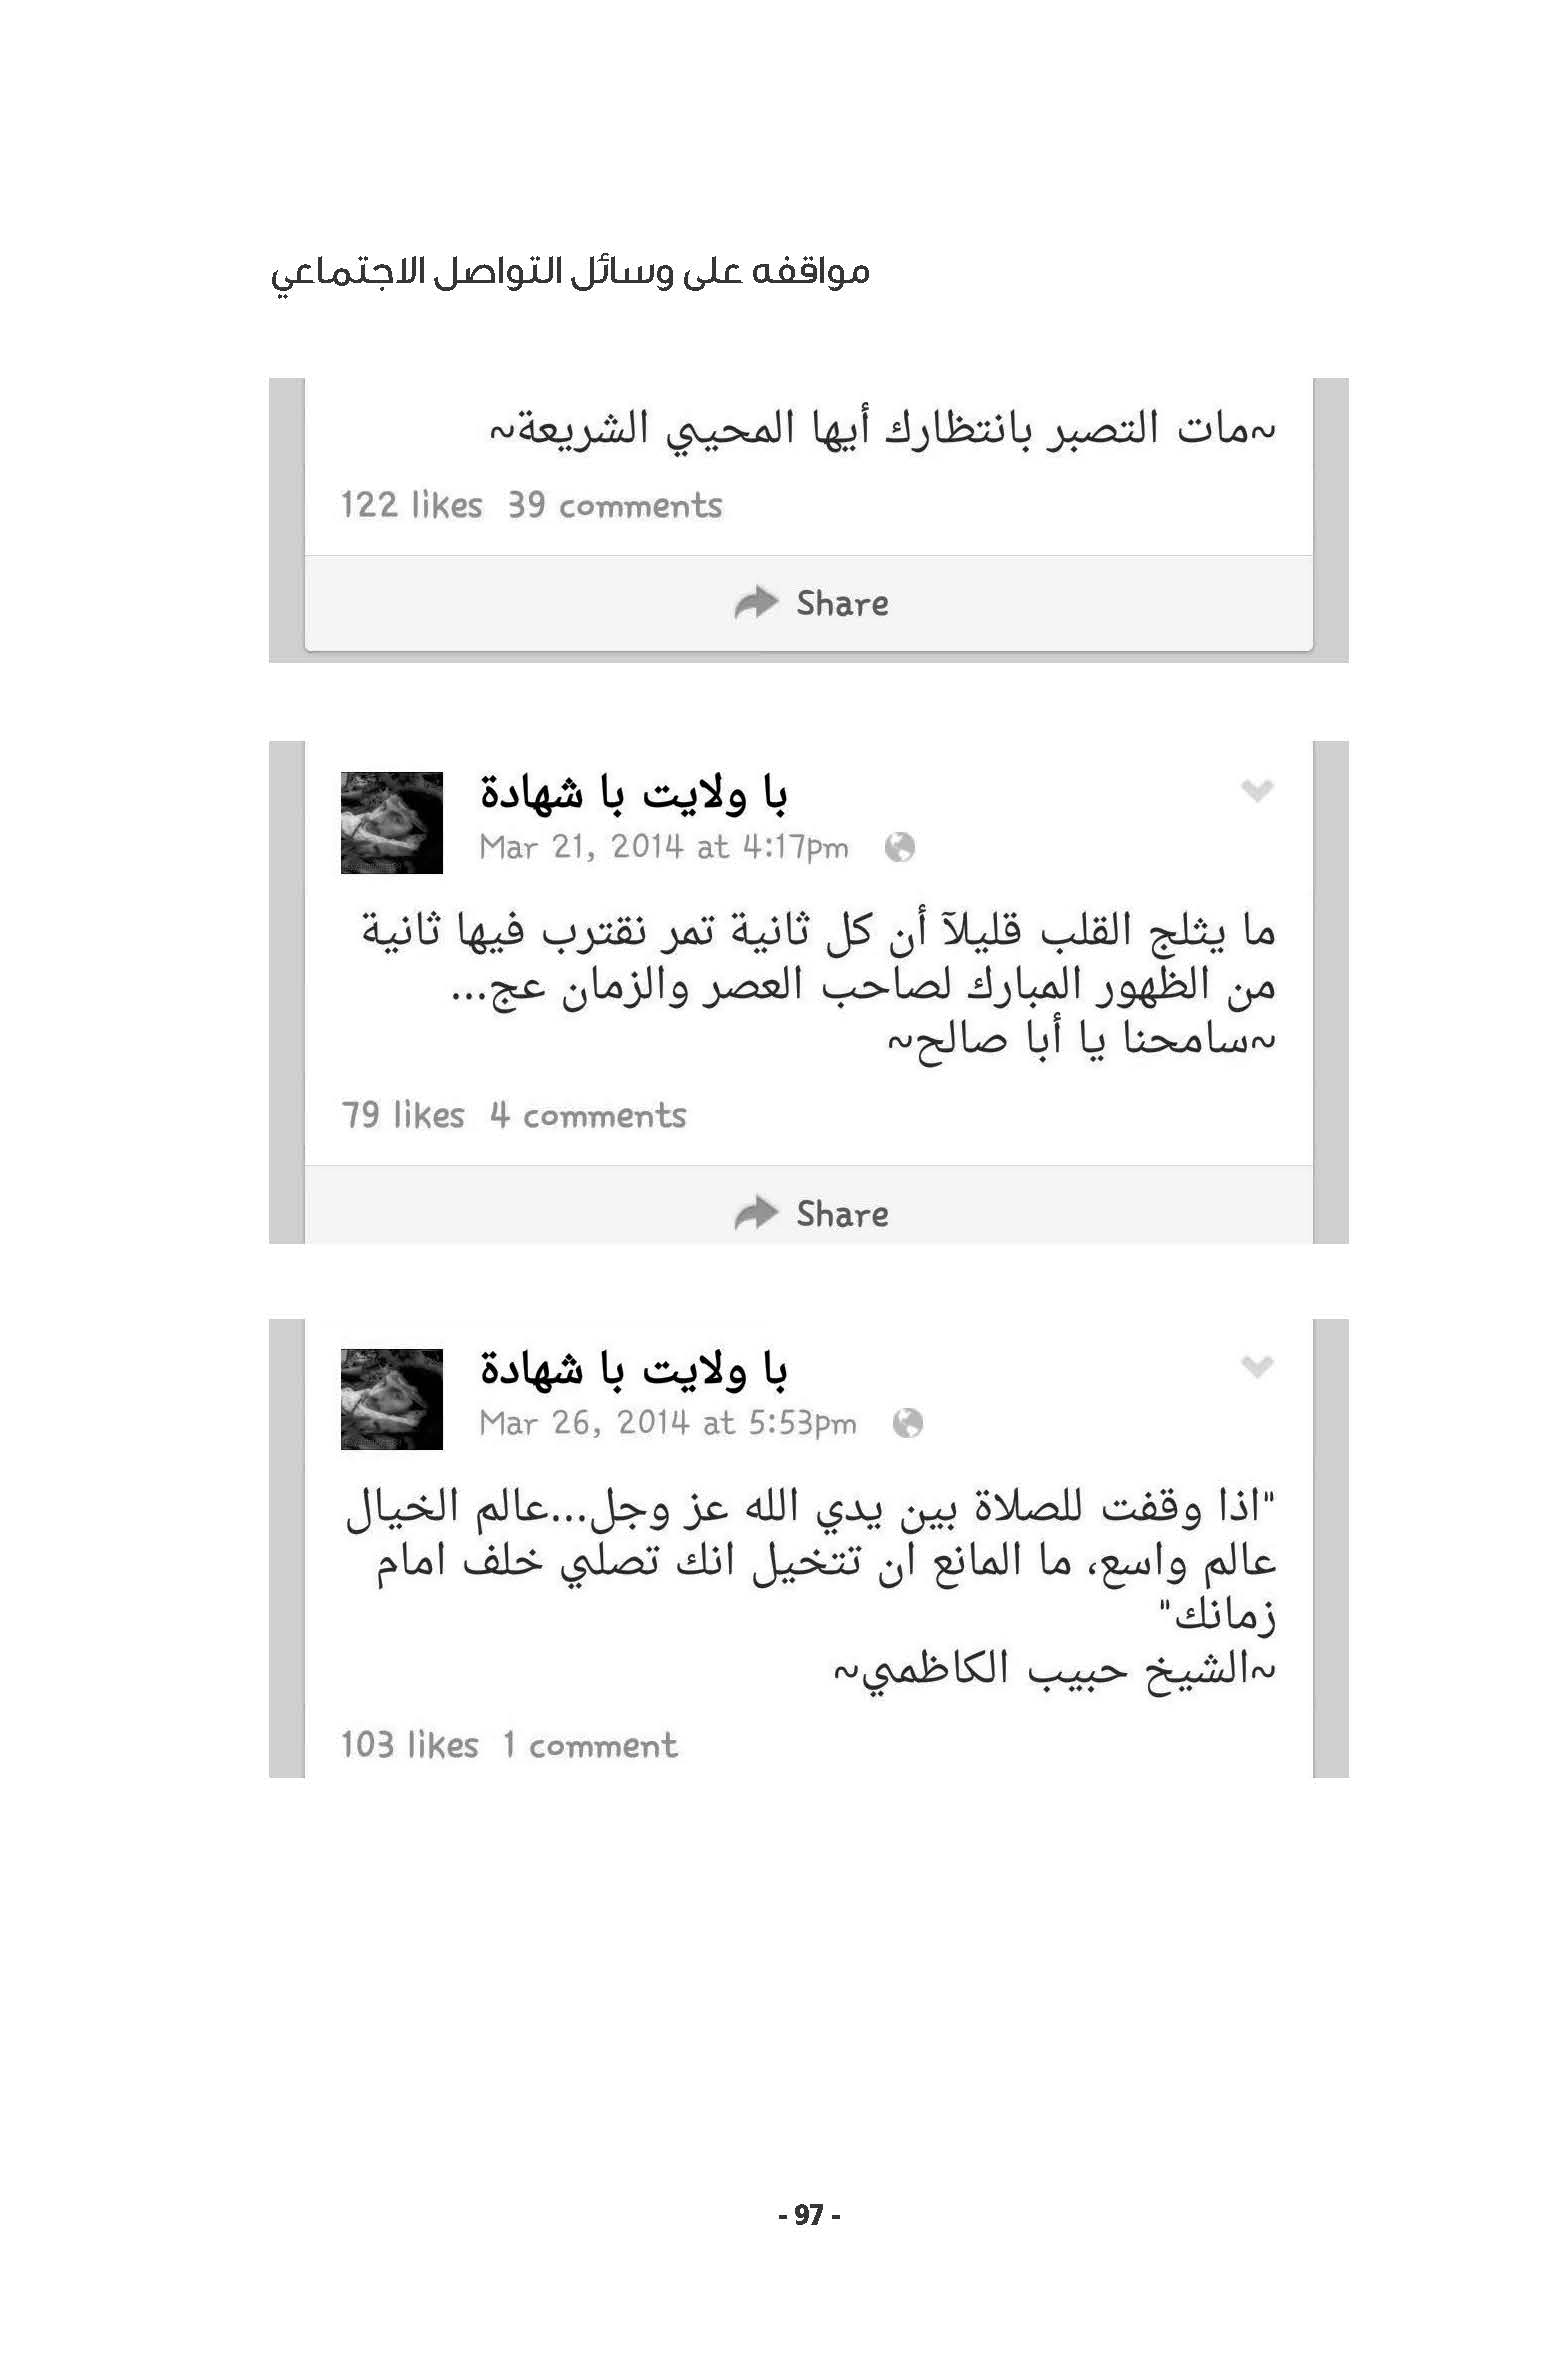 مواقفه على وسائل التواصل الاجتماعي
~مات التصبر بانتظارك أيها المحيي الشريعة~
122 likes 39 comments
Share
با ولايت با شهادة
Mar 21, 2014 at 4:17pm
ما يثلج القلب قليلآ أن كل ثانية تمر نقترب فيها ثانية
من الظهور المبارك لصاحب العصر والزمان عج...
~سامحنا يا أبا صالح~
79 likes 4 comments
Share
با ولايت با شهادة
Mar 26, 2014 at 5:53pm
"اذا وقفت للصلاة بين يدي الله عز وجل...عالم الخيال
عالم واسع، ما المانع ان تتخيل انك تصلي خلف امام
زمانك"
~الشيخ حبيب الكاظمي~
103 likes 1 comment
- 97 -